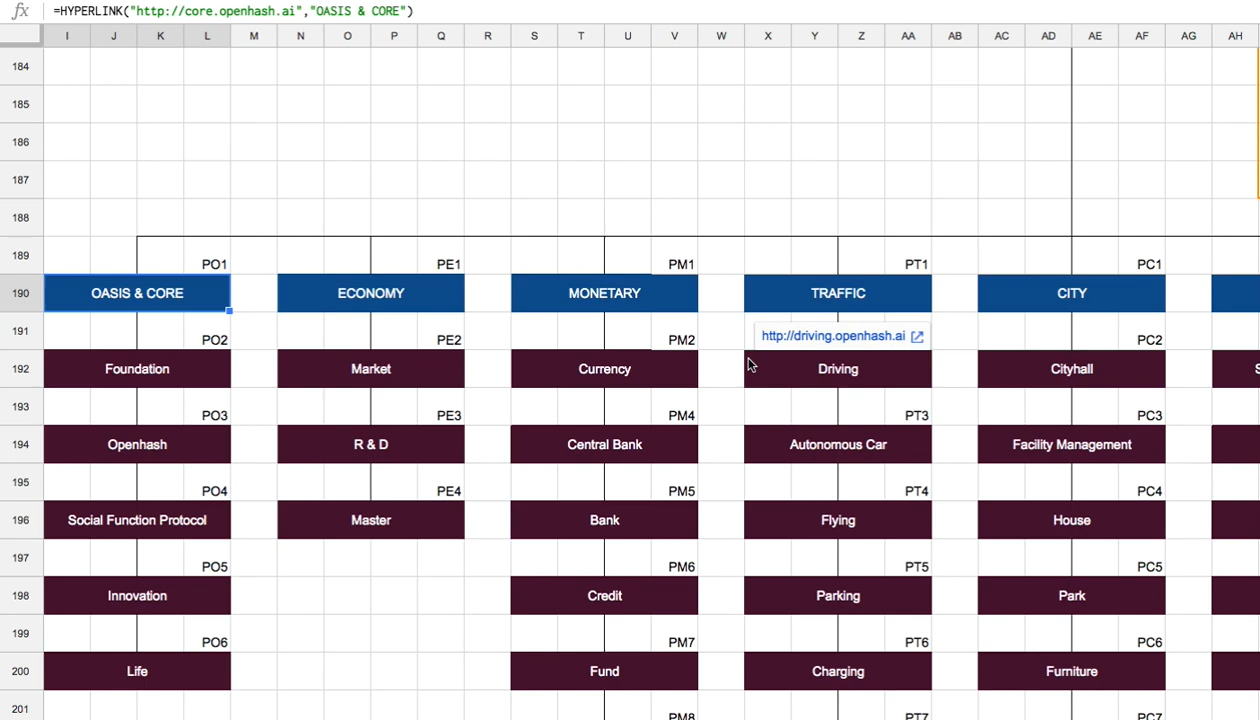 fx =HYPERLINK("http://core.openhash.ai","OASIS & CORE")
I J K L M N O P Q R S T U V W X Y Z AA AB AC AD AE AF AG AH
184
185
186
187
188
189 PO1 PE1 PM1 PT1 PC1
190 OASIS & CORE ECONOMY MONETARY TRAFFIC CITY
191 PO2 PE2 PM2 http://driving.openhash.ai PC2
192 Foundation Market Currency Driving Cityhall S
193 PO3 PE3 PM4 PT3 PC3
194 Openhash R & D Central Bank Autonomous Car Facility Management
195 PO4 PE4 PM5 PT4 PC4
196 Social Function Protocol Master Bank Flying House
197 PO5 PM6 PT5 PC5
198 Innovation Credit Parking Park
199 PO6 PM7 PT6 PC6
200 Life Fund Charging Furniture
201 PM8 PT7 PC7